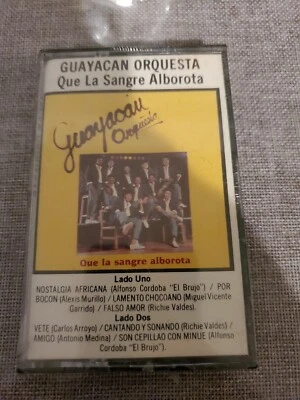 GUAYACAN ORQUESTA
Que La Sangre Alborota
Guayacan
Orquesta
Que la sangre alborota
Lado Uno
NOSTALGIA AFRICANA (Alfonso Cordoba "El Brujo") / POR
BOCON (Alexis Murillo) / LAMENTO CHOCOANO (Miguel Vicente
Garrido) / FALSO AMOR (Richie Valdes).
Lado Dos
VETE (Carlos Arroyo) / CANTANDO Y SONANDO (Richie Valdes) /
AMIGO (Antonio Medina) / SON CEPILLAO CON MINUE (Alfonso
Cordoba "El Brujo").